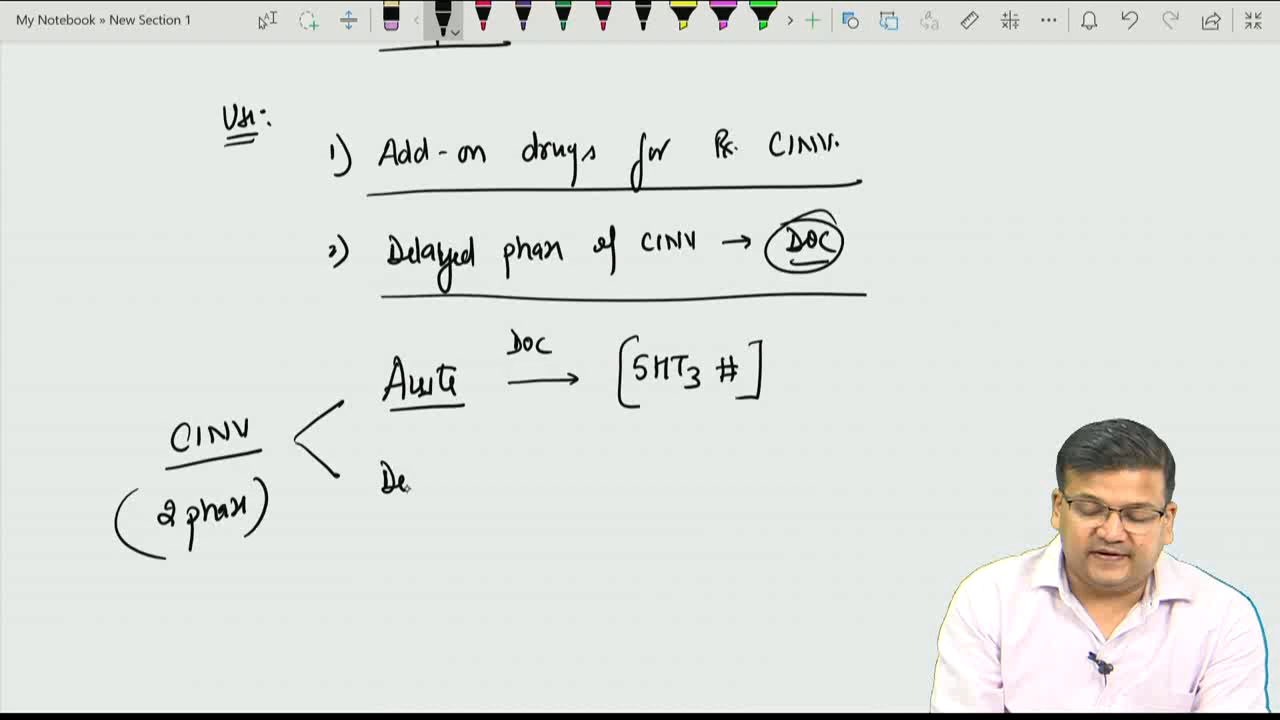 My Notebook » New Section 1
Use:
1) Add-on drugs for Rx CINV.
2) Delayed phase of CINV → DOC
DOC
Acute → [5HT3 #]
CINV
De
(2 phase)